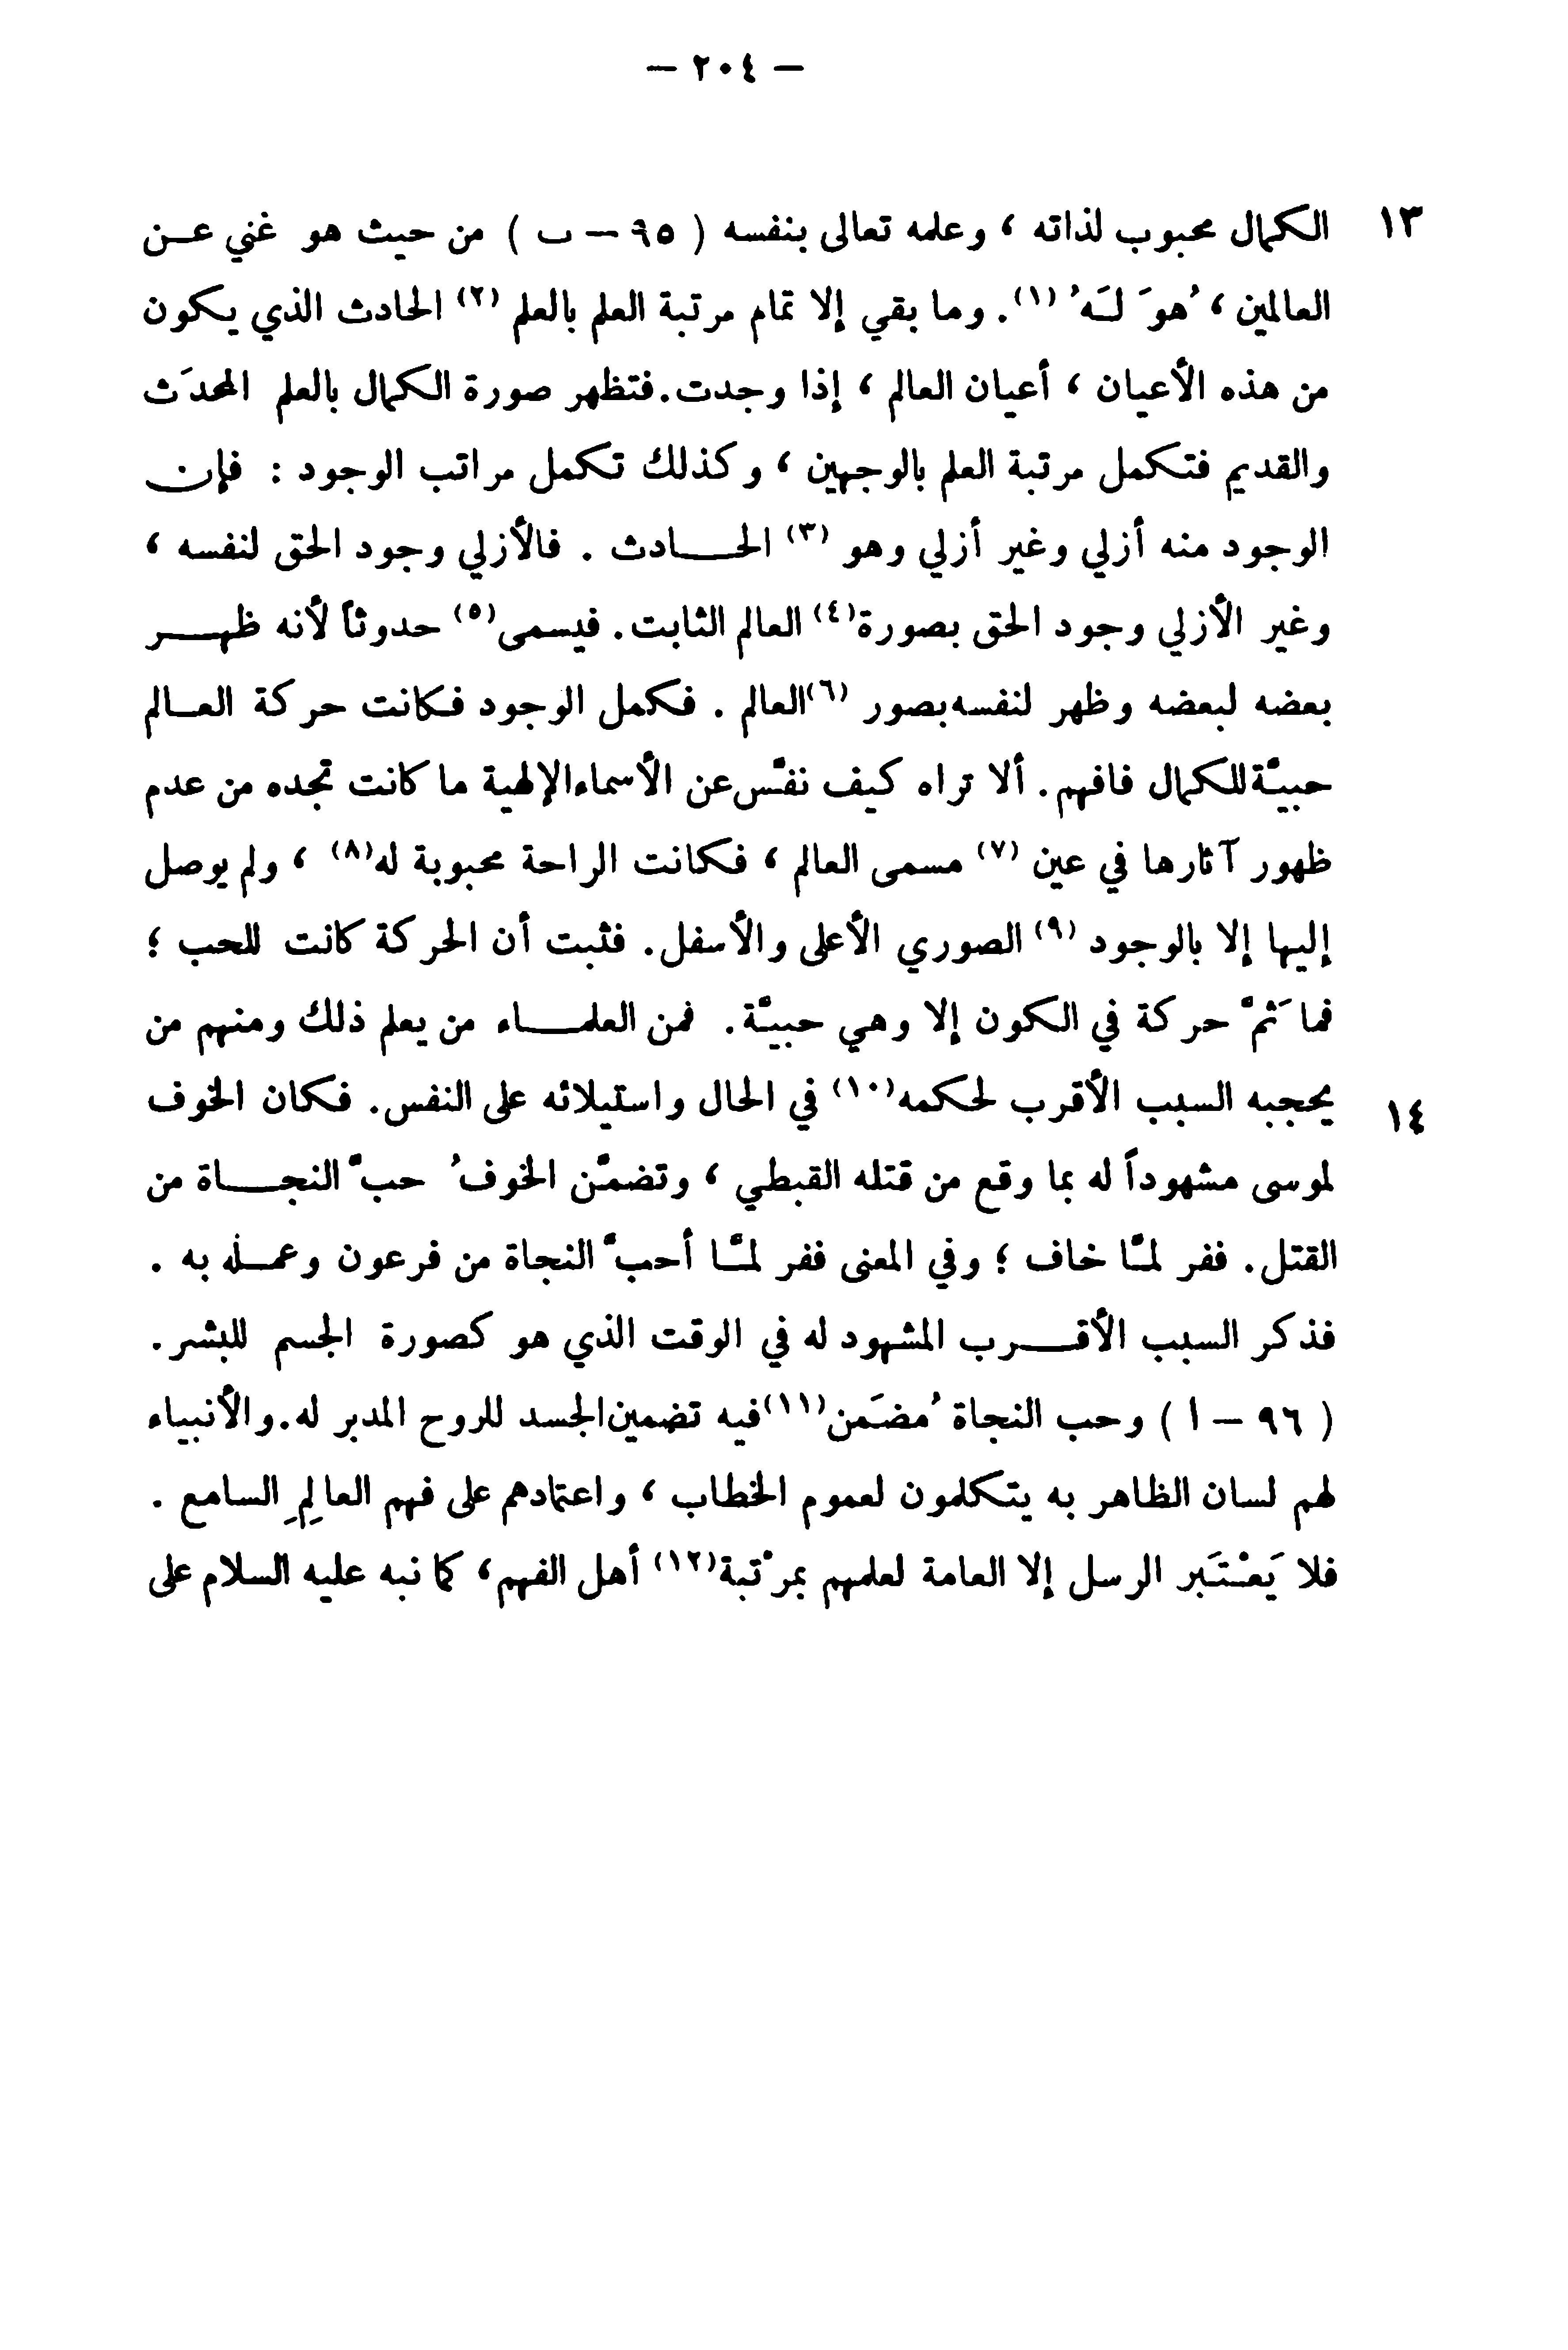 — ٢٠٤ —
١٣ الكمال محبوب لذاته ، وعلمه تعالى بنفسه ( ٩٥ — ب ) من حيث هو غني عن
العالمين ، هُوَ لَهُ (١). وما بقي إلا تمام مرتبة العلم بالعلم (٢) الحادث الذي يكون
من هذه الأعيان ، أعيان العالم ، إذا وجدت. فتظهر صورة الكمال بالعلم المحدَث
والقديم فتكمل مرتبة العلم بالوجهين ، وكذلك تكمل مراتب الوجود : فإن
الوجود منه أزلي وغير أزلي وهو (٣) الحادث . فالأزلي وجود الحق لنفسه ،
وغير الأزلي وجود الحق بصورة(٤) العالم الثابت. فيسمى(٥) حدوثاً لأنه ظهر
بعضه لبعضه وظهر لنفسه بصور (٦)العالم . فكمل الوجود فكانت حركة العالم
حبيّة للكمال فافهم. ألا تراه كيف نفّس عن الأسماء الإلهية ما كانت تجده من عدم
ظهور آثارها في عين (٧) مسمى العالم ، فكانت الراحة محبوبة له(٨) ، ولم يوصل
إليها إلا بالوجود (٩) الصوري الأعلى والأسفل. فثبت أن الحركة كانت للحب ؛
فما ثَمَّ حركة في الكون إلا وهي حبيّة. فمن العلماء من يعلم ذلك ومنهم من
١٤ يحجبه السبب الأقرب لحكمه(١٠) في الحال واستيلائه على النفس. فكان الخوف
لموسى مشهوداً له بما وقع من قتله القبطي ، وتضمَّن الخوفُ حبَّ النجاة من
القتل. ففر لمَّا خاف ؛ وفي المعنى ففر لمَّا أحبَّ النجاة من فرعون وعمله به .
فذكر السبب الأقرب المشهود له في الوقت الذي هو كصورة الجسم للبشر.
( ٩٦ — ا ) وحب النجاة مُضَمن(١١)فيه تضمين الجسد للروح المدبر له. والأنبياء
لهم لسان الظاهر به يتكلمون لعموم الخطاب ، واعتمادهم على فهم العالِمِ السامع .
فلا يَعْتَبر الرسل إلا العامة لعلمهم بمرْتبة(١٢) أهل الفهم، كما نبه عليه السلام على